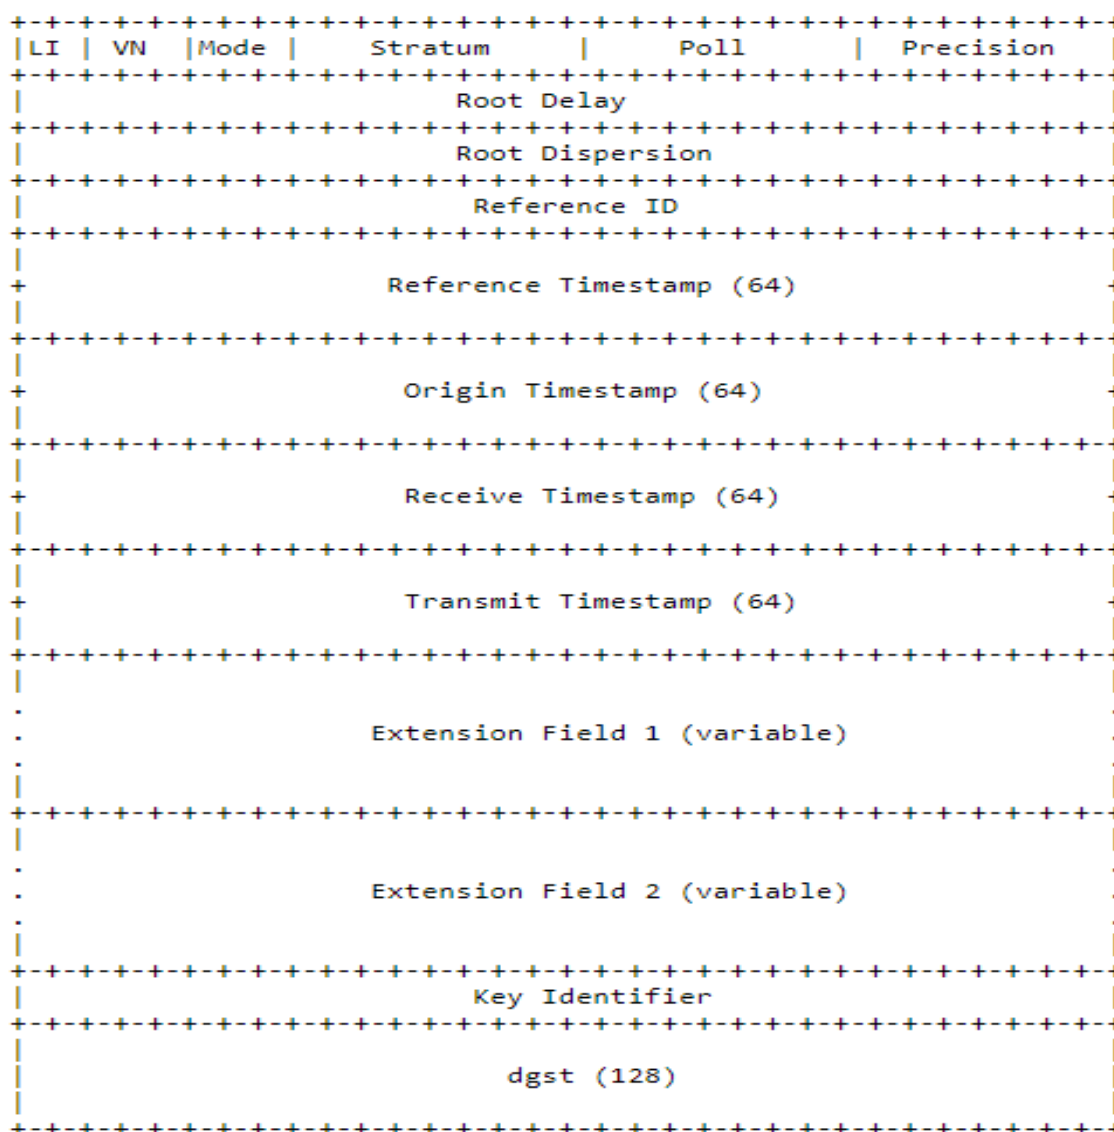 +-+-+-+-+-+-+-+-+-+-+-+-+-+-+-+-+-+-+-+-+-+-+-+-+-+-+-+-+-+-+-+-+
|LI | VN  |Mode |    Stratum     |     Poll      |  Precision   |
+-+-+-+-+-+-+-+-+-+-+-+-+-+-+-+-+-+-+-+-+-+-+-+-+-+-+-+-+-+-+-+-+
|                         Root Delay                            |
+-+-+-+-+-+-+-+-+-+-+-+-+-+-+-+-+-+-+-+-+-+-+-+-+-+-+-+-+-+-+-+-+
|                         Root Dispersion                       |
+-+-+-+-+-+-+-+-+-+-+-+-+-+-+-+-+-+-+-+-+-+-+-+-+-+-+-+-+-+-+-+-+
|                          Reference ID                         |
+-+-+-+-+-+-+-+-+-+-+-+-+-+-+-+-+-+-+-+-+-+-+-+-+-+-+-+-+-+-+-+-+
|                                                               |
+                     Reference Timestamp (64)                  +
|                                                               |
+-+-+-+-+-+-+-+-+-+-+-+-+-+-+-+-+-+-+-+-+-+-+-+-+-+-+-+-+-+-+-+-+
|                                                               |
+                      Origin Timestamp (64)                    +
|                                                               |
+-+-+-+-+-+-+-+-+-+-+-+-+-+-+-+-+-+-+-+-+-+-+-+-+-+-+-+-+-+-+-+-+
|                                                               |
+                      Receive Timestamp (64)                   +
|                                                               |
+-+-+-+-+-+-+-+-+-+-+-+-+-+-+-+-+-+-+-+-+-+-+-+-+-+-+-+-+-+-+-+-+
|                                                               |
+                      Transmit Timestamp (64)                  +
|                                                               |
+-+-+-+-+-+-+-+-+-+-+-+-+-+-+-+-+-+-+-+-+-+-+-+-+-+-+-+-+-+-+-+-+
|                                                               |
.                                                               .
.                    Extension Field 1 (variable)               .
.                                                               .
|                                                               |
+-+-+-+-+-+-+-+-+-+-+-+-+-+-+-+-+-+-+-+-+-+-+-+-+-+-+-+-+-+-+-+-+
|                                                               |
.                                                               .
.                    Extension Field 2 (variable)               .
.                                                               .
|                                                               |
+-+-+-+-+-+-+-+-+-+-+-+-+-+-+-+-+-+-+-+-+-+-+-+-+-+-+-+-+-+-+-+-+
|                          Key Identifier                       |
+-+-+-+-+-+-+-+-+-+-+-+-+-+-+-+-+-+-+-+-+-+-+-+-+-+-+-+-+-+-+-+-+
|                                                               |
|                            dgst (128)                         |
|                                                               |
+-+-+-+-+-+-+-+-+-+-+-+-+-+-+-+-+-+-+-+-+-+-+-+-+-+-+-+-+-+-+-+-+